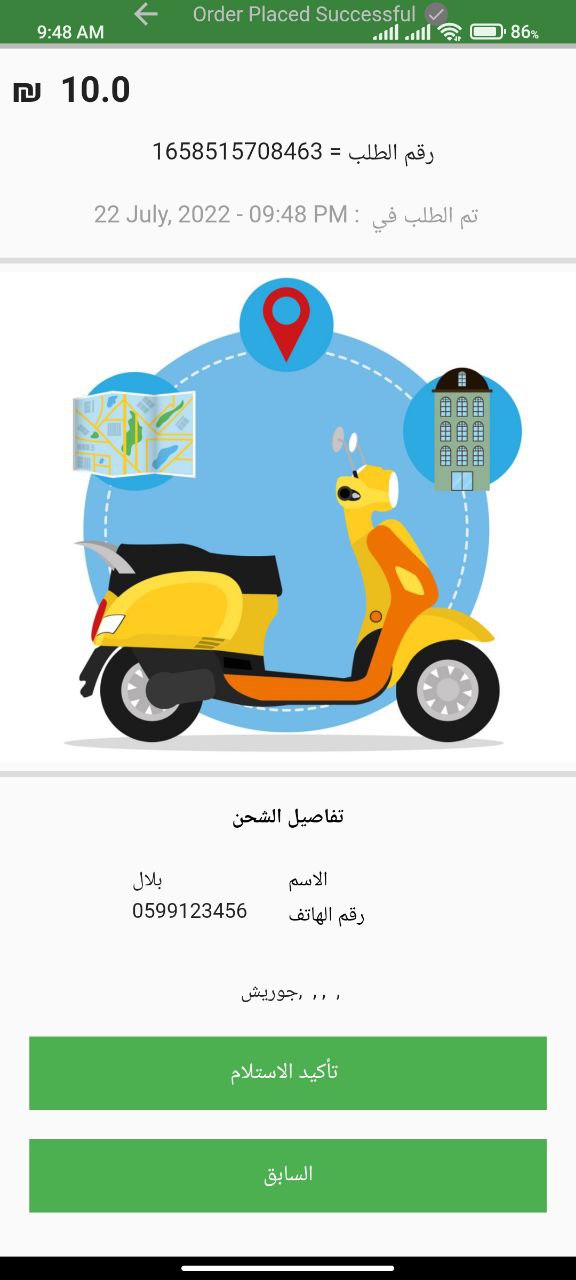 Order Placed Successful
9:48 AM 86%
₪ 10.0
رقم الطلب = 1658515708463
تم الطلب في : 22 July, 2022 - 09:48 PM
تفاصيل الشحن
الاسم بلال
رقم الهاتف 0599123456
, , , ,جوريش
تأكيد الاستلام
السابق